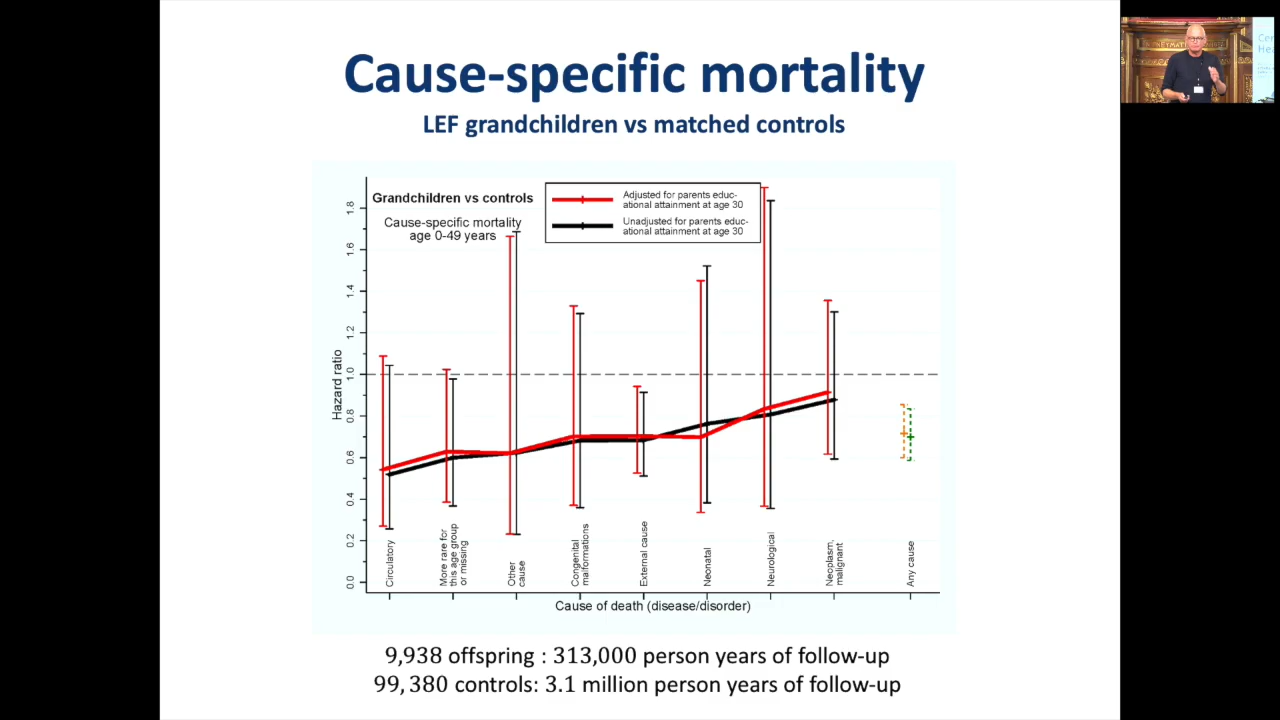 Cause-specific mortality
LEF grandchildren vs matched controls
Grandchildren vs controls
Cause-specific mortality
age 0-49 years
Adjusted for parents educ-
ational attainment at age 30
Unadjusted for parents educ-
ational attainment at age 30
Hazard ratio
1.8
1.6
1.4
1.2
1.0
0.8
0.6
0.4
0.2
0.0
Circulatory
More rare for
this age group
or missing
Other
cause
Congenital
malformations
External cause
Neonatal
Neurological
Neoplasm,
malignant
Any cause
Cause of death (disease/disorder)
9,938 offspring : 313,000 person years of follow-up
99,380 controls: 3.1 million person years of follow-up